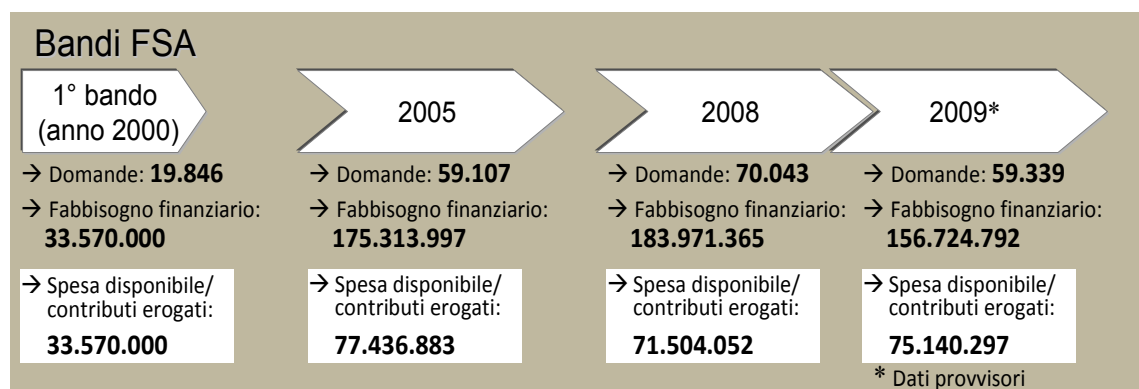 Bandi FSA
1° bando
(anno 2000)
→ Domande: 19.846
→ Fabbisogno finanziario:
33.570.000
→ Spesa disponibile/
contributi erogati:
33.570.000
2005
→ Domande: 59.107
→ Fabbisogno finanziario:
175.313.997
→ Spesa disponibile/
contributi erogati:
77.436.883
2008
→ Domande: 70.043
→ Fabbisogno finanziario:
183.971.365
→ Spesa disponibile/
contributi erogati:
71.504.052
2009*
→ Domande: 59.339
→ Fabbisogno finanziario:
156.724.792
→ Spesa disponibile/
contributi erogati:
75.140.297
* Dati provvisori